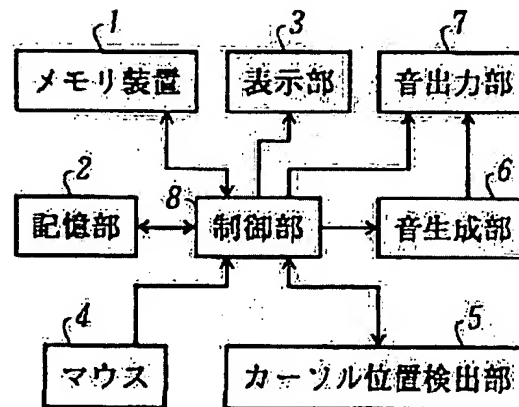 1 3 7
メモリ装置 表示部 音出力部
2 8 6
記憶部 制御部 音生成部
4 5
マウス カーソル位置検出部